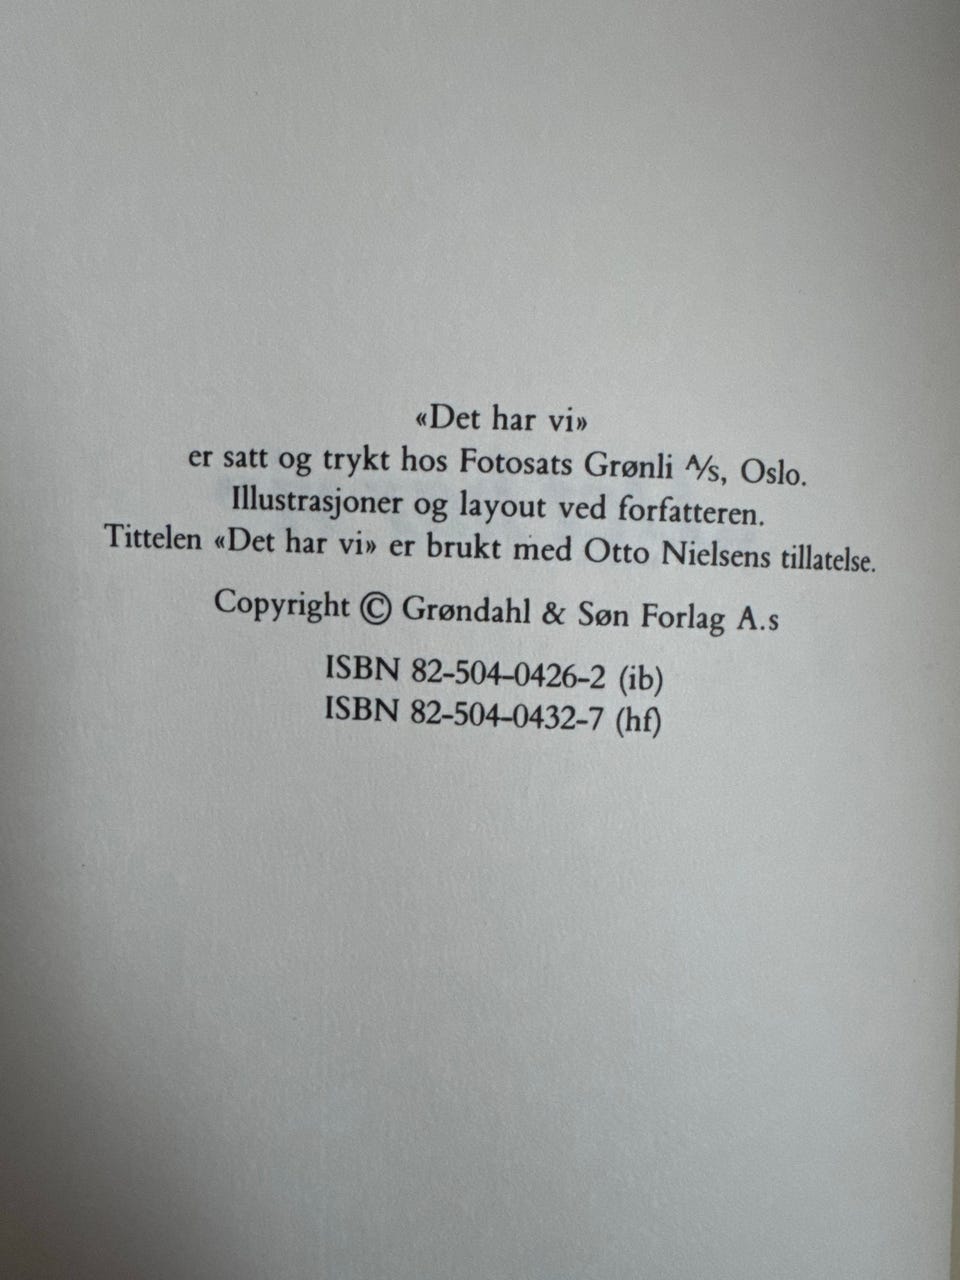 «Det har vi»
er satt og trykt hos Fotosats Grønli A/s, Oslo.
Illustrasjoner og layout ved forfatteren.
Tittelen «Det har vi» er brukt med Otto Nielsens tillatelse.
Copyright © Grøndahl & Søn Forlag A.s
ISBN 82-504-0426-2 (ib)
ISBN 82-504-0432-7 (hf)